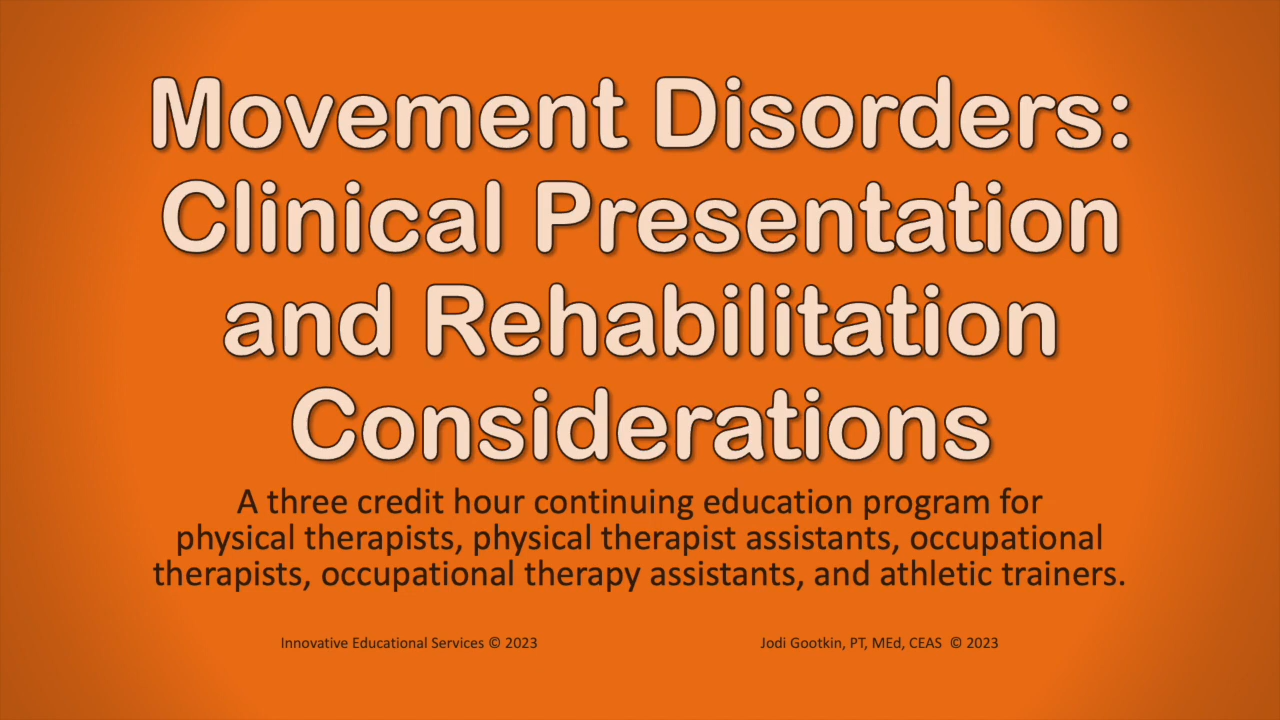 Movement Disorders:
Clinical Presentation
and Rehabilitation
Considerations
A three credit hour continuing education program for
physical therapists, physical therapist assistants, occupational
therapists, occupational therapy assistants, and athletic trainers.
Innovative Educational Services © 2023
Jodi Gootkin, PT, MEd, CEAS © 2023